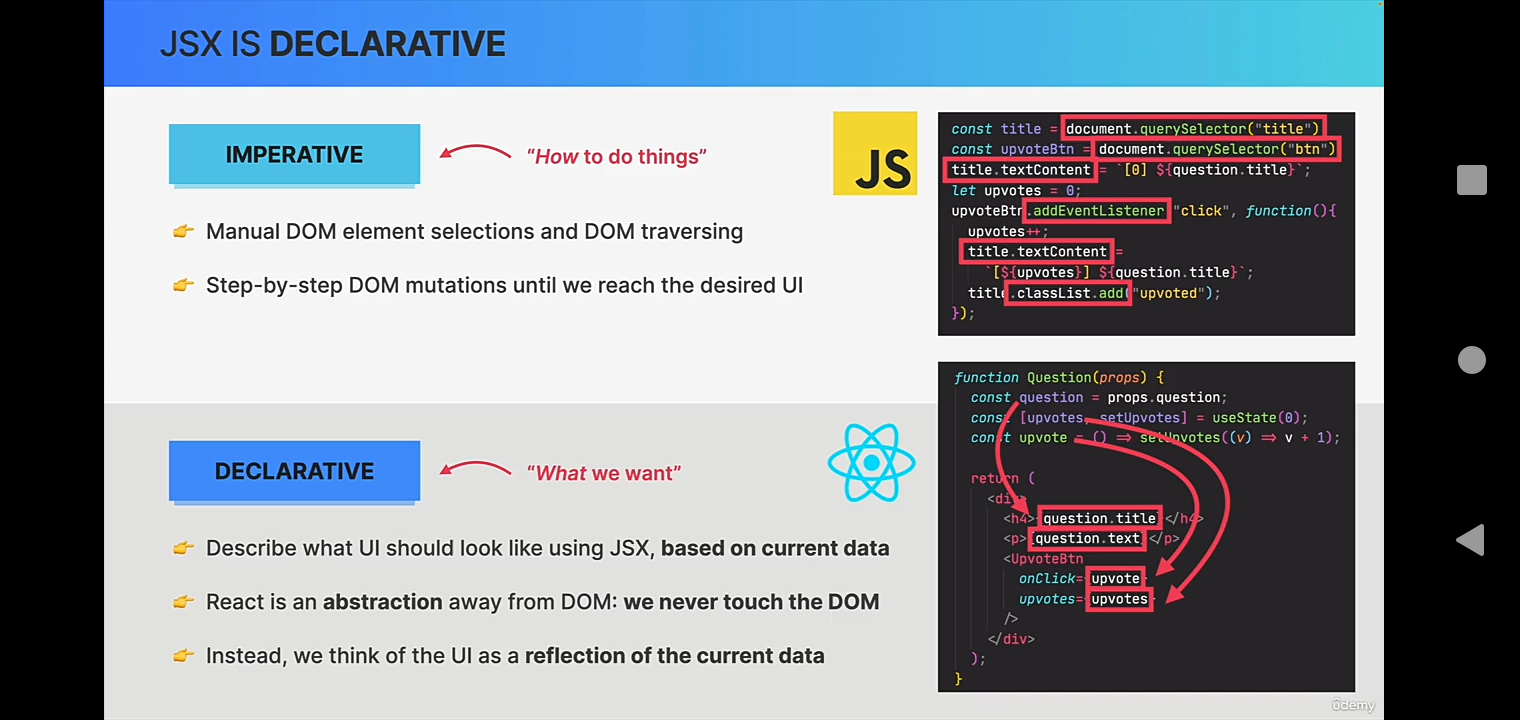 JSX IS DECLARATIVE
IMPERATIVE
“How to do things”
👉 Manual DOM element selections and DOM traversing
👉 Step-by-step DOM mutations until we reach the desired UI
JS
const title = document.querySelector("title")
const upvoteBtn = document.querySelector("btn")
title.textContent = `[0] ${question.title}`;
let upvotes = 0;
upvoteBtn.addEventListener "click", function(){
upvotes++;
title.textContent =
`[${upvotes}] ${question.title}`;
title.classList.add("upvoted");
});
DECLARATIVE
“What we want”
👉 Describe what UI should look like using JSX, based on current data
👉 React is an abstraction away from DOM: we never touch the DOM
👉 Instead, we think of the UI as a reflection of the current data
function Question(props) {
const question = props.question;
const [upvotes, setUpvotes] = useState(0);
const upvote = () => setUpvotes((v) => v + 1);
return (
<div>
<h4>{question.title}</h4>
<p>{question.text}</p>
<UpvoteBtn
onClick={upvote}
upvotes={upvotes}
/>
</div>
);
}
ûdemy